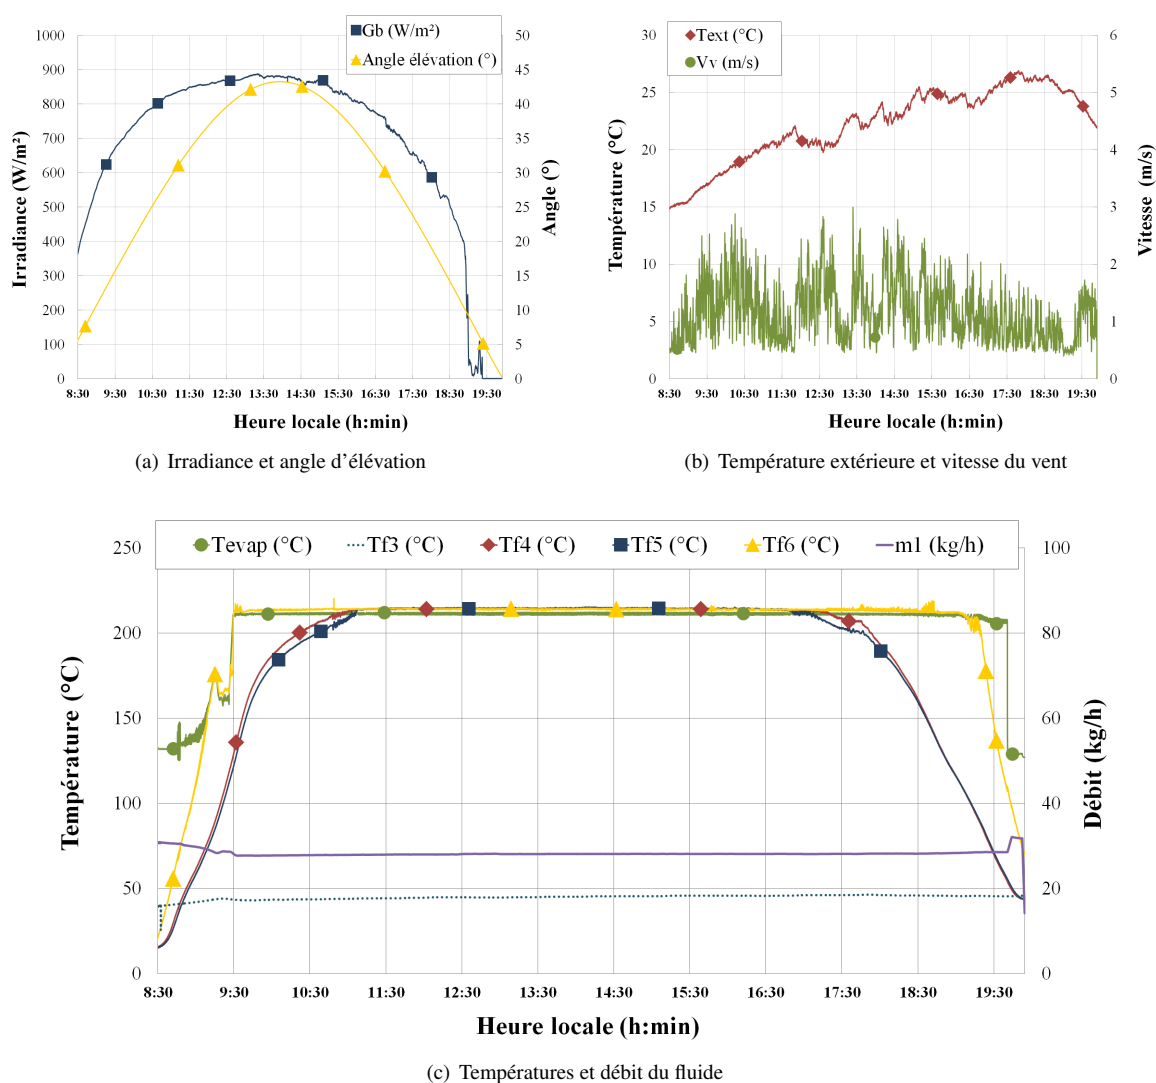 Gb (W/m²)
Angle élévation (°)
1000
900
800
700
600
500
400
300
200
100
0
50
45
40
35
30
25
20
15
10
5
0
Irradiance (W/m²)
Angle (°)
8:30 9:30 10:30 11:30 12:30 13:30 14:30 15:30 16:30 17:30 18:30 19:30
Heure locale (h:min)
(a) Irradiance et angle d'élévation
Text (°C)
Vv (m/s)
30
25
20
15
10
5
0
6
5
4
3
2
1
0
Température (°C)
Vitesse (m/s)
8:30 9:30 10:30 11:30 12:30 13:30 14:30 15:30 16:30 17:30 18:30 19:30
Heure locale (h:min)
(b) Température extérieure et vitesse du vent
Tevap (°C) Tf3 (°C) Tf4 (°C) Tf5 (°C) Tf6 (°C) m1 (kg/h)
250
200
150
100
50
0
100
80
60
40
20
0
Température (°C)
Débit (kg/h)
8:30 9:30 10:30 11:30 12:30 13:30 14:30 15:30 16:30 17:30 18:30 19:30
Heure locale (h:min)
(c) Températures et débit du fluide